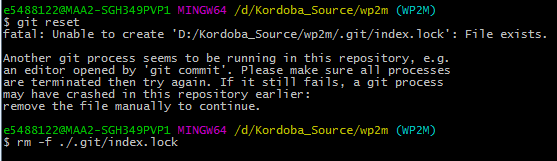 e5488122@MAA2-SGH349PVP1 MINGW64 /d/Kordoba_Source/wp2m (WP2M)
$ git reset
fatal: Unable to create 'D:/Kordoba_Source/wp2m/.git/index.lock': File exists.

Another git process seems to be running in this repository, e.g.
an editor opened by 'git commit'. Please make sure all processes
are terminated then try again. If it still fails, a git process
may have crashed in this repository earlier:
remove the file manually to continue.

e5488122@MAA2-SGH349PVP1 MINGW64 /d/Kordoba_Source/wp2m (WP2M)
$ rm -f ./.git/index.lock